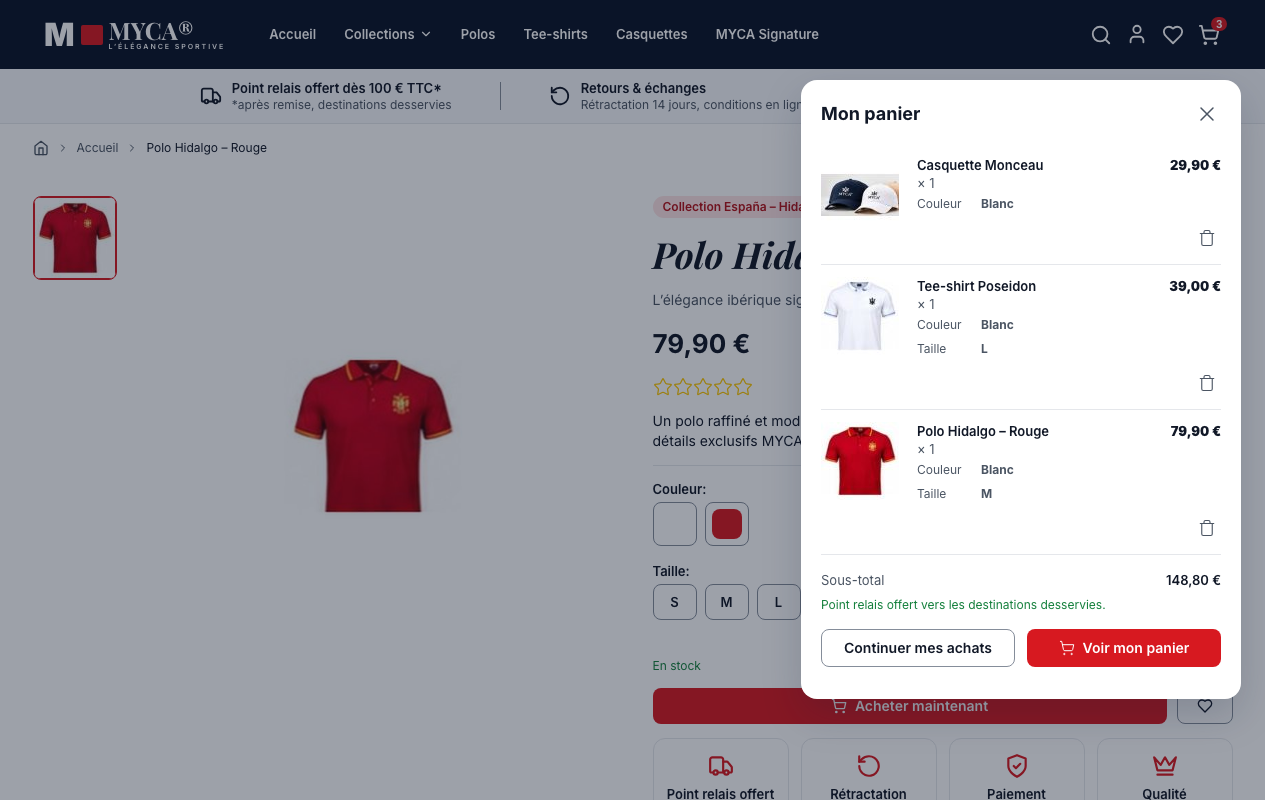 M MYCA®
L'ÉLÉGANCE SPORTIVE
Accueil
Collections
Polos
Tee-shirts
Casquettes
MYCA Signature
3
Point relais offert dès 100 € TTC*
*après remise, destinations desservies
Retours & échanges
Rétractation 14 jours, conditions en lign
Accueil
Polo Hidalgo – Rouge
Collection España – Hida
Polo Hida
L'élégance ibérique sig
79,90 €
Un polo raffiné et mod
détails exclusifs MYCA
Couleur:
Taille:
S
M
L
En stock
Acheter maintenant
Point relais offert
Rétractation
Paiement
Qualité
Mon panier
Casquette Monceau
29,90 €
× 1
Couleur Blanc
Tee-shirt Poseidon
39,00 €
× 1
Couleur Blanc
Taille L
Polo Hidalgo – Rouge
79,90 €
× 1
Couleur Blanc
Taille M
Sous-total
148,80 €
Point relais offert vers les destinations desservies.
Continuer mes achats
Voir mon panier